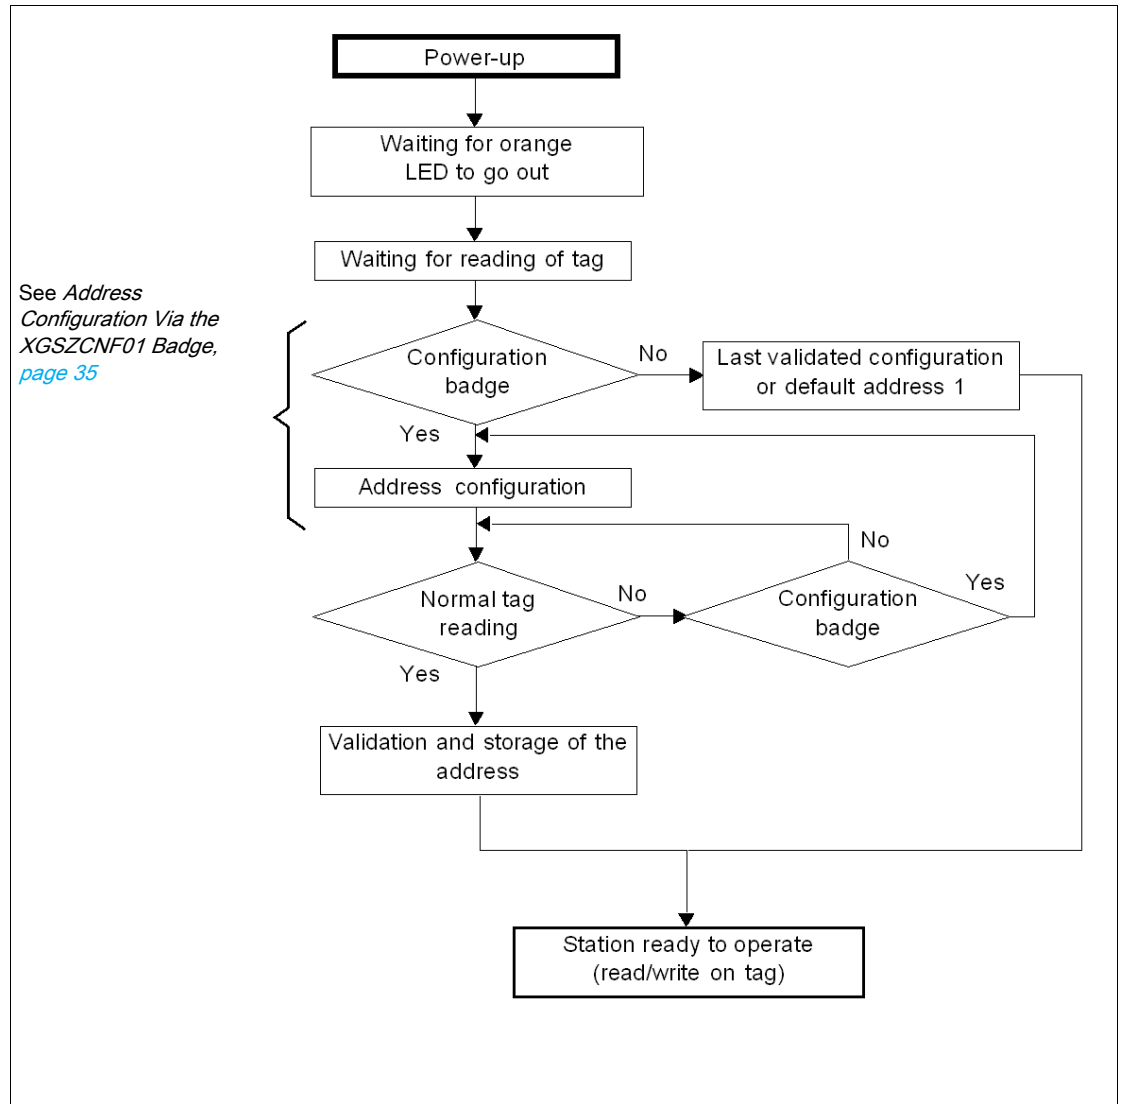 Power-up
Waiting for orange
LED to go out
Waiting for reading of tag
See Address
Configuration Via the
XGSZCNF01 Badge,
page 35
Configuration
badge
No
Last validated configuration
or default address 1
Yes
Address configuration
No
Normal tag
reading
No
Configuration
badge
Yes
Yes
Validation and storage of the
address
Station ready to operate
(read/write on tag)